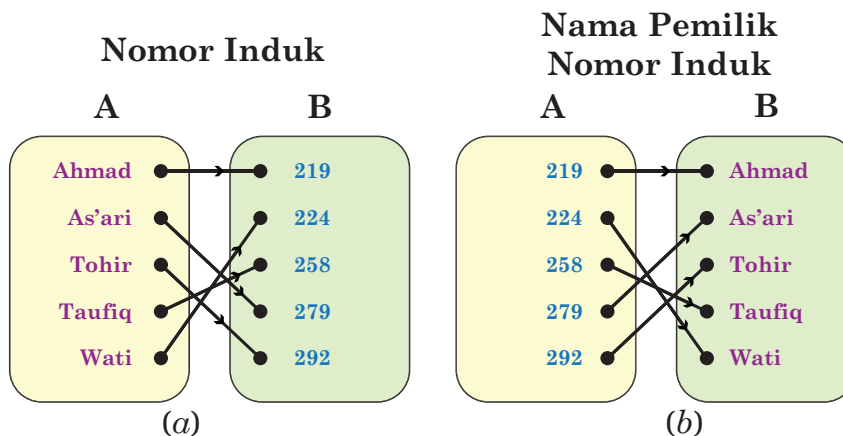 Nomor Induk
A B
Ahmad 219
As’ari 224
Tohir 258
Taufiq 279
Wati 292
(a)
Nama Pemilik
Nomor Induk
A B
219 Ahmad
224 As’ari
258 Tohir
279 Taufiq
292 Wati
(b)